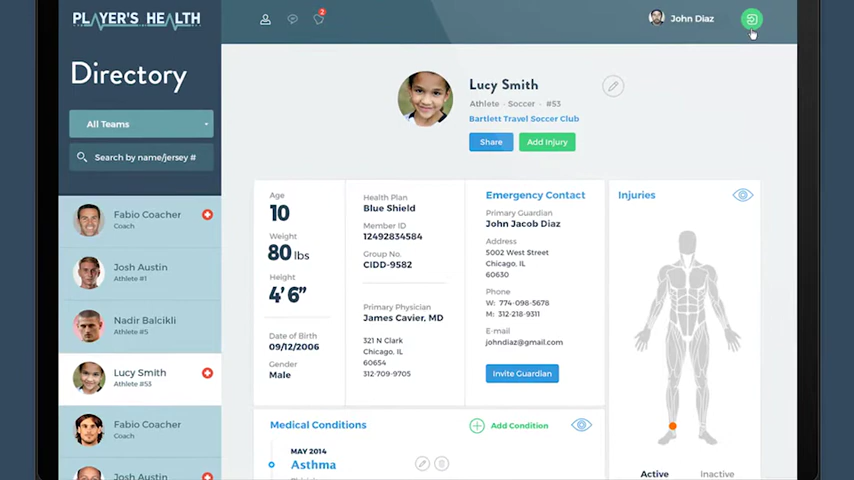 PLAYER'S HEALTH
2
John Diaz
Directory
All Teams
Search by name/jersey #
Fabio Coacher
Coach
Josh Austin
Athlete #1
Nadir Balcikli
Athlete #5
Lucy Smith
Athlete #53
Fabio Coacher
Coach
Josh Austin
Lucy Smith
Athlete · Soccer · #53
Bartlett Travel Soccer Club
Share
Add Injury
Age
10
Weight
80 lbs
Height
4' 6"
Date of Birth
09/12/2006
Gender
Male
Health Plan
Blue Shield
Member ID
12492834584
Group No.
CIDD-9582
Primary Physician
James Cavier, MD
321 N Clark
Chicago, IL
60654
312-709-9705
Emergency Contact
Primary Guardian
John Jacob Diaz
Address
5002 West Street
Chicago, IL
60630
Phone
W: 774-098-5678
M: 312-218-9311
E-mail
johndiaz@gmail.com
Invite Guardian
Injuries
Active
Inactive
Medical Conditions
Add Condition
MAY 2014
Asthma